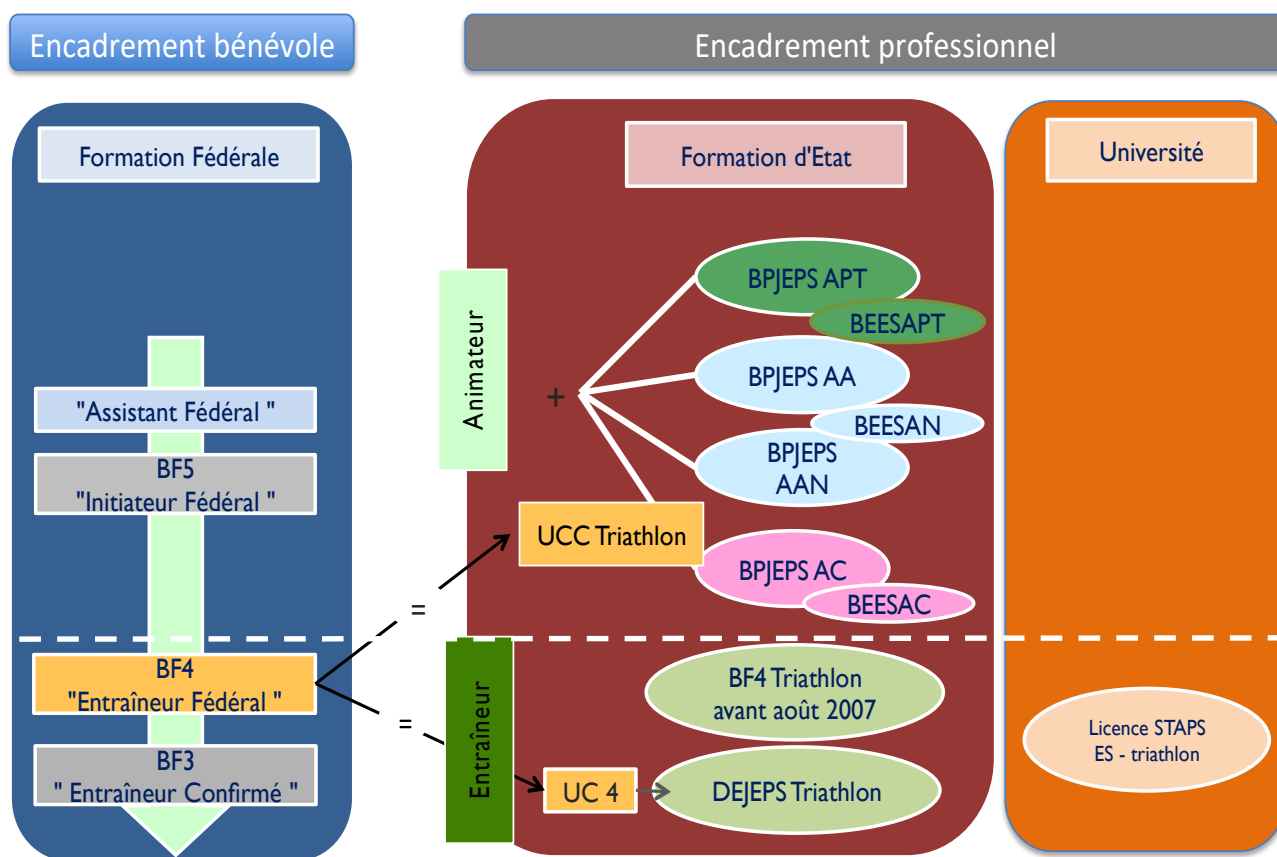 Encadrement bénévole
Encadrement professionnel
Formation Fédérale
Formation d'Etat
Université
Animateur
+
BPJEPS APT
BEESAPT
BPJEPS AA
BEESAN
BPJEPS
AAN
UCC Triathlon
BPJEPS AC
BEESAC
"Assistant Fédéral "
BF5
"Initiateur Fédéral "
=
BF4
"Entraîneur Fédéral "
=
BF3
" Entraîneur Confirmé "
Entraîneur
BF4 Triathlon
avant août 2007
UC 4
DEJEPS Triathlon
Licence STAPS
ES - triathlon